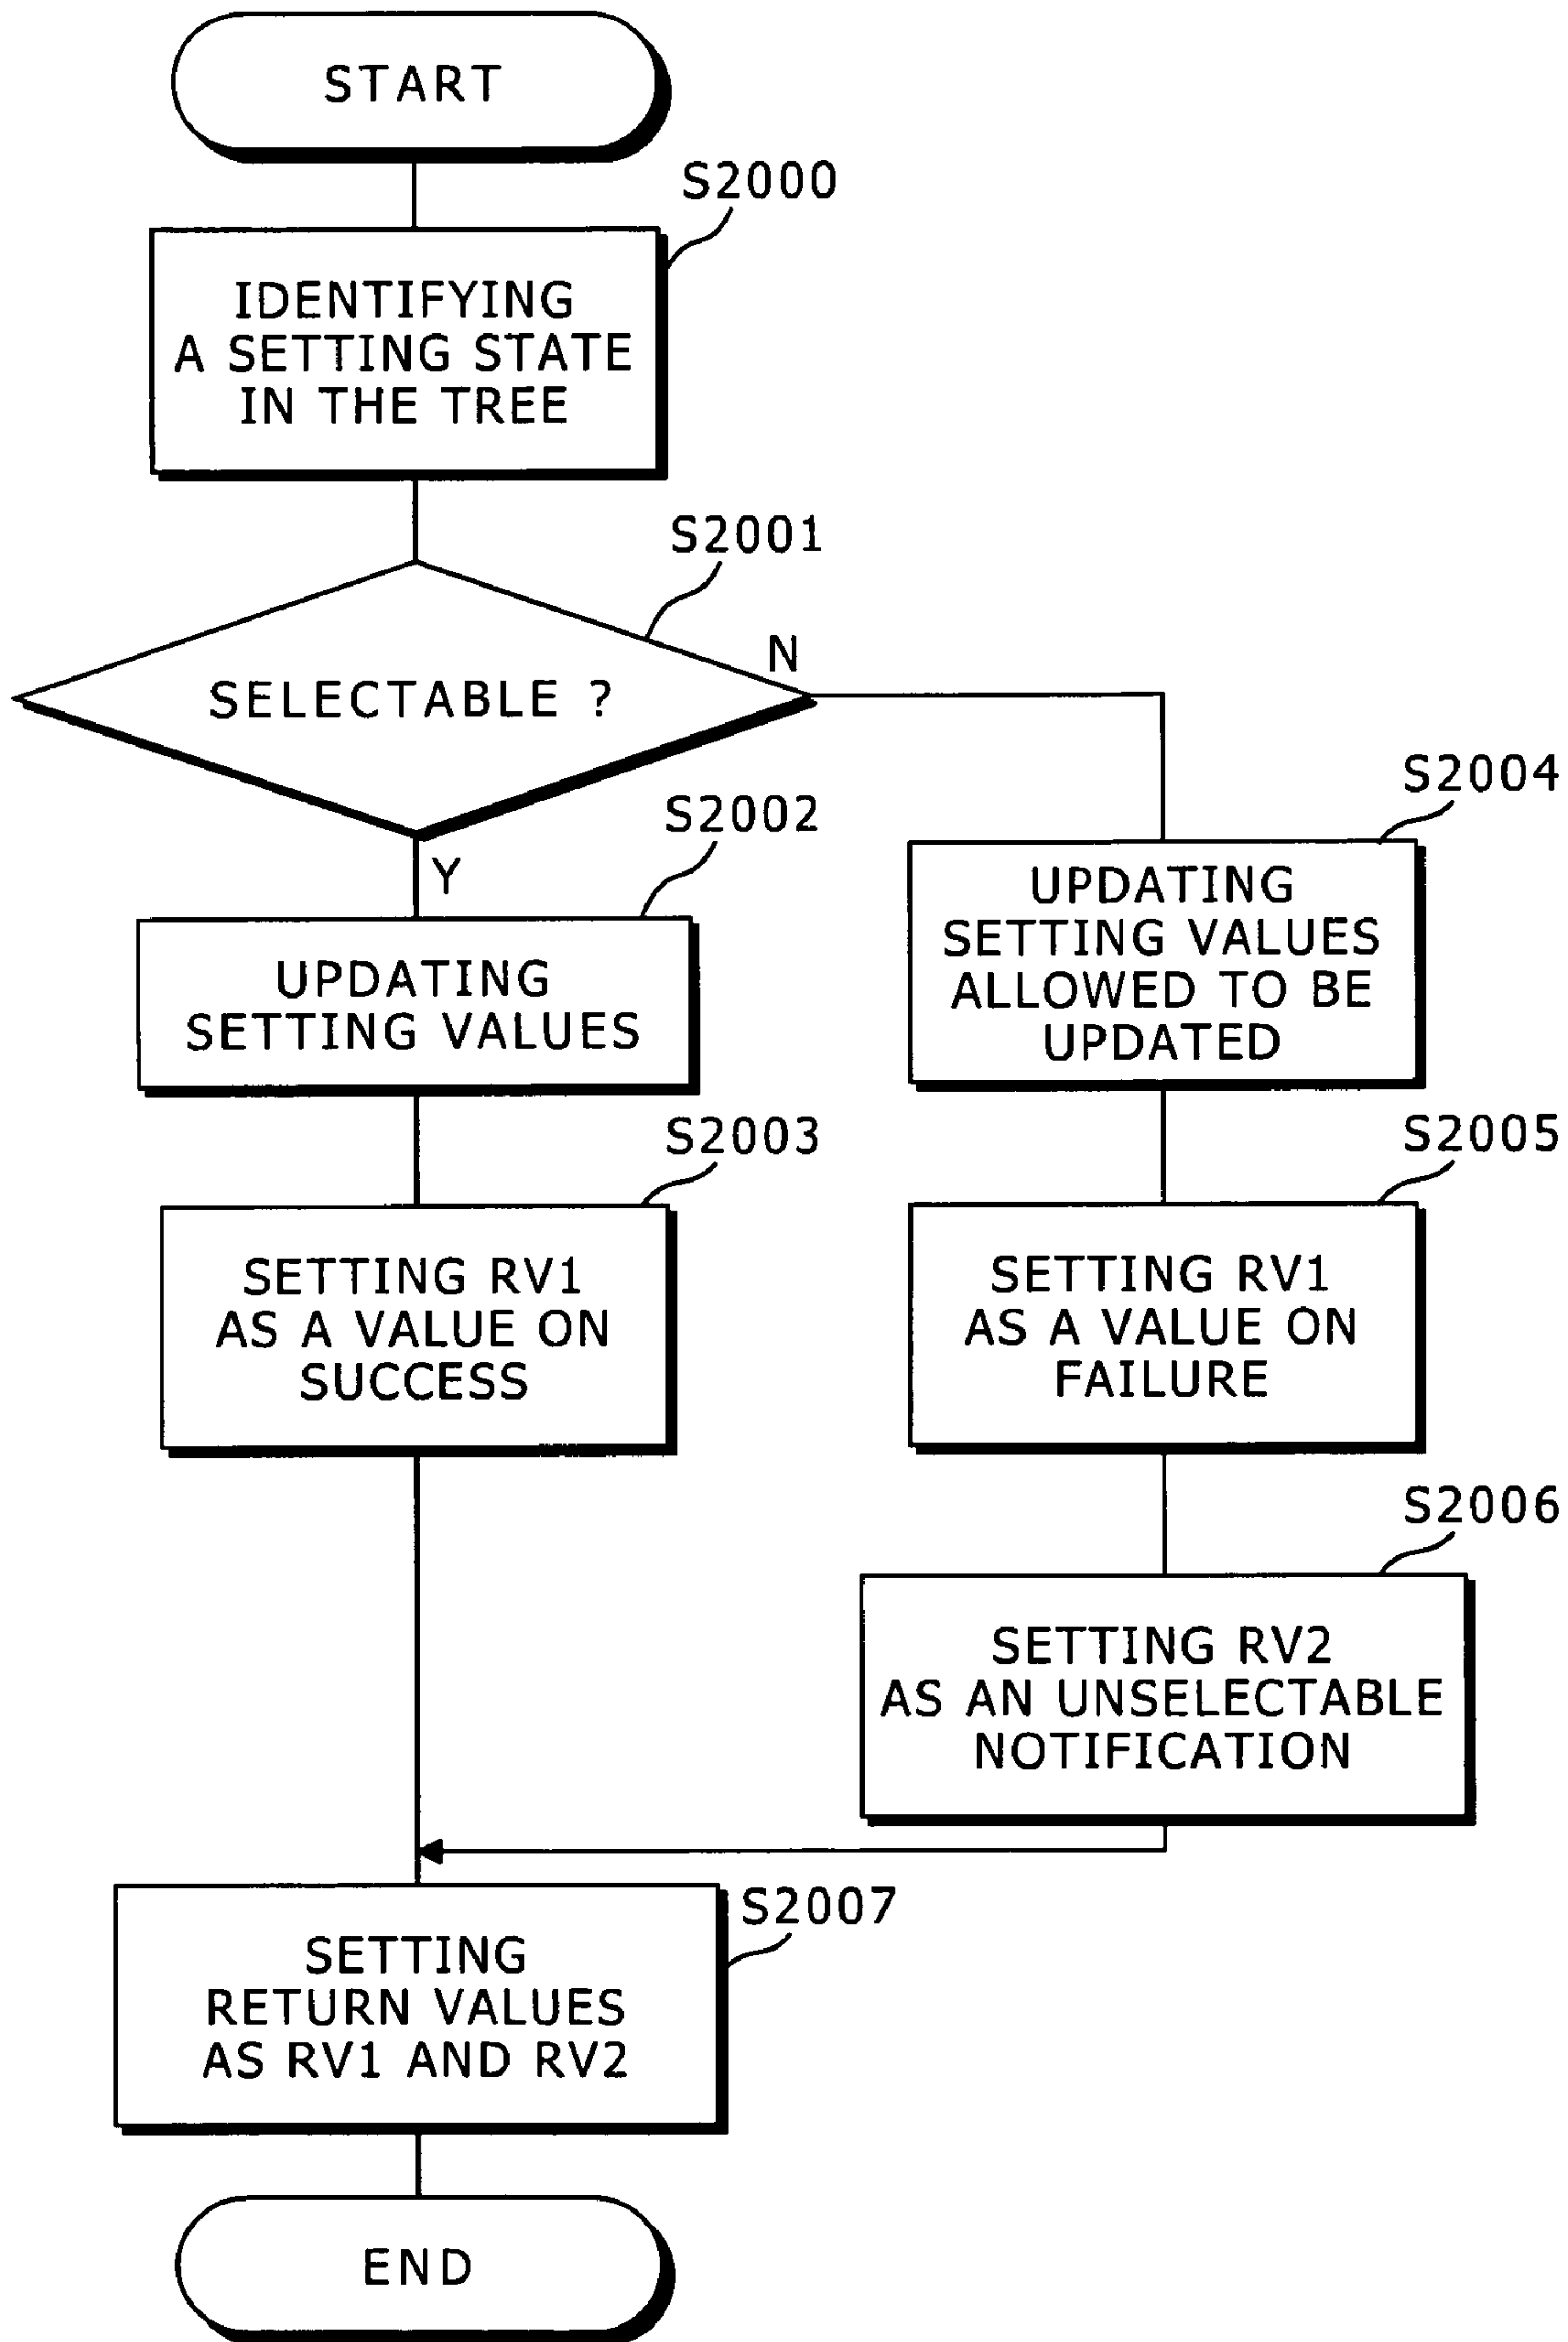 START
S2000
IDENTIFYING
A SETTING STATE
IN THE TREE
S2001
SELECTABLE ?
N
Y
S2002
UPDATING
SETTING VALUES
S2003
SETTING RV1
AS A VALUE ON
SUCCESS
S2004
UPDATING
SETTING VALUES
ALLOWED TO BE
UPDATED
S2005
SETTING RV1
AS A VALUE ON
FAILURE
S2006
SETTING RV2
AS AN UNSELECTABLE
NOTIFICATION
S2007
SETTING
RETURN VALUES
AS RV1 AND RV2
END